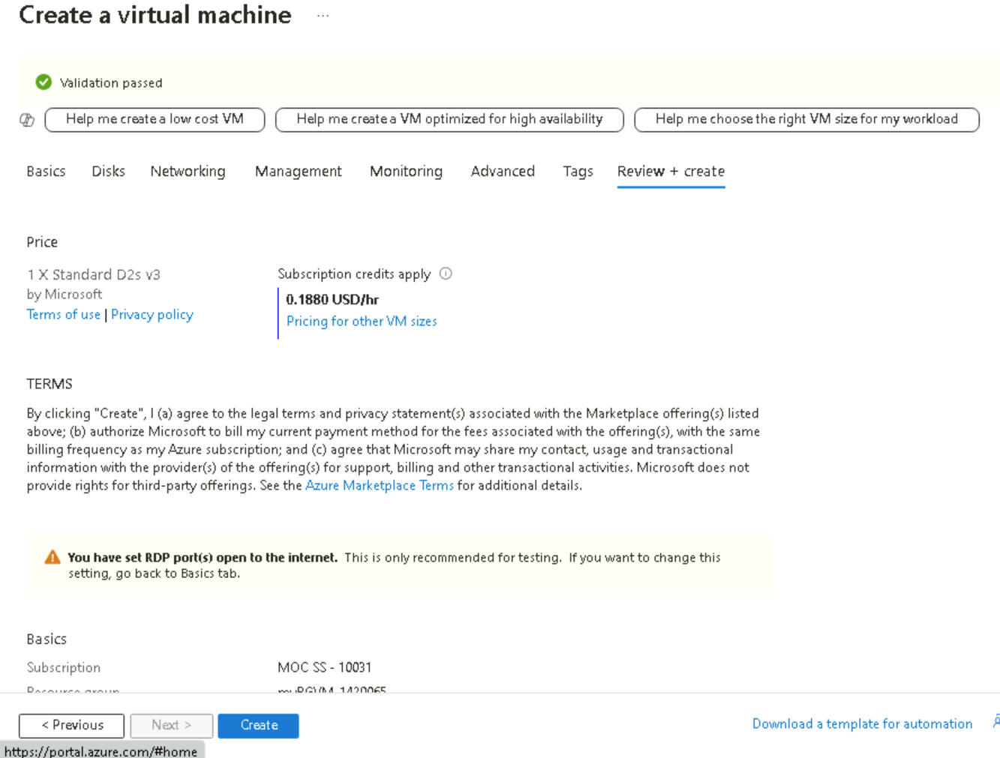 Create a virtual machine ...
Validation passed
Help me create a low cost VM
Help me create a VM optimized for high availability
Help me choose the right VM size for my workload
Basics Disks Networking Management Monitoring Advanced Tags Review + create
Price
1 X Standard D2s v3
by Microsoft
Terms of use | Privacy policy
Subscription credits apply
0.1880 USD/hr
Pricing for other VM sizes
TERMS
By clicking "Create", I (a) agree to the legal terms and privacy statement(s) associated with the Marketplace offering(s) listed
above; (b) authorize Microsoft to bill my current payment method for the fees associated with the offering(s), with the same
billing frequency as my Azure subscription; and (c) agree that Microsoft may share my contact, usage and transactional
information with the provider(s) of the offering(s) for support, billing and other transactional activities. Microsoft does not
provide rights for third-party offerings. See the Azure Marketplace Terms for additional details.
You have set RDP port(s) open to the internet. This is only recommended for testing. If you want to change this
setting, go back to Basics tab.
Basics
Subscription MOC SS - 10031
Resource group myRGVM-1420065
< Previous Next > Create Download a template for automation
https://portal.azure.com/#home